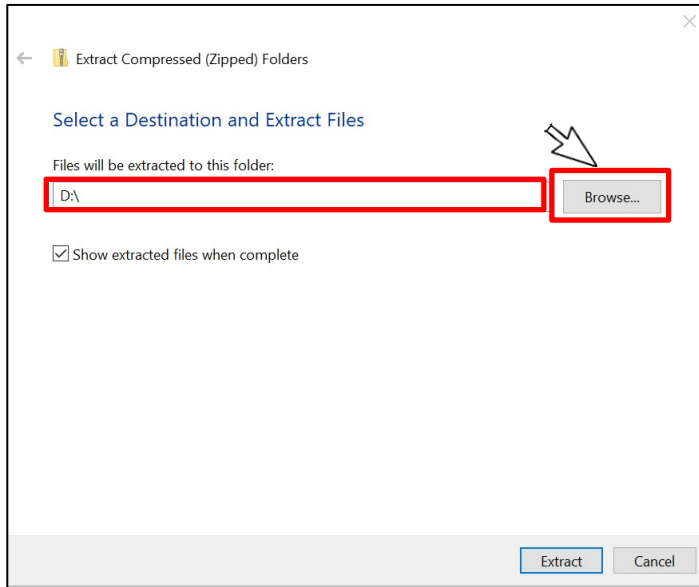 Extract Compressed (Zipped) Folders
Select a Destination and Extract Files
Files will be extracted to this folder:
D:\
Browse...
Show extracted files when complete
Extract
Cancel